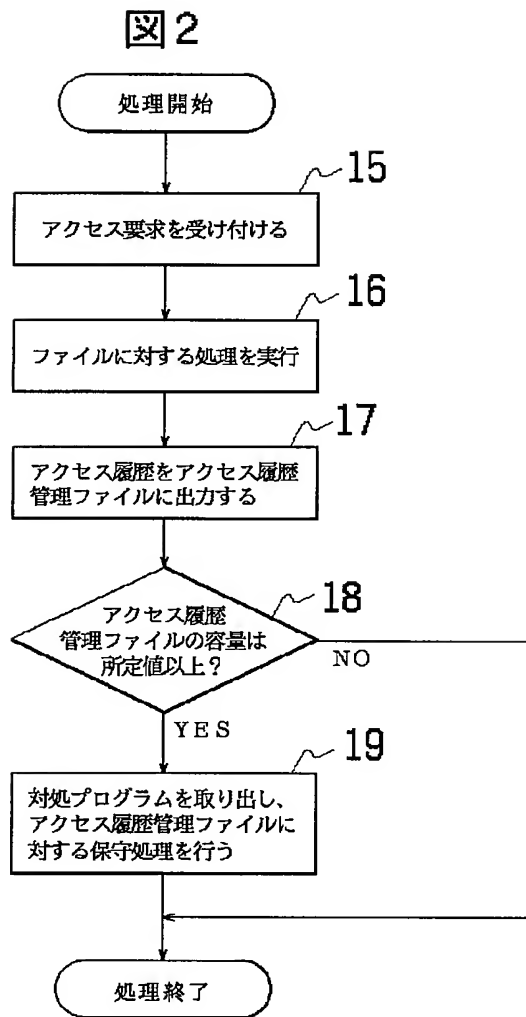 図2
処理開始
15
アクセス要求を受け付ける
16
ファイルに対する処理を実行
17
アクセス履歴をアクセス履歴
管理ファイルに出力する
18
アクセス履歴
管理ファイルの容量は
所定値以上?
NO
YES
19
対処プログラムを取り出し、
アクセス履歴管理ファイルに
対する保守処理を行う
処理終了